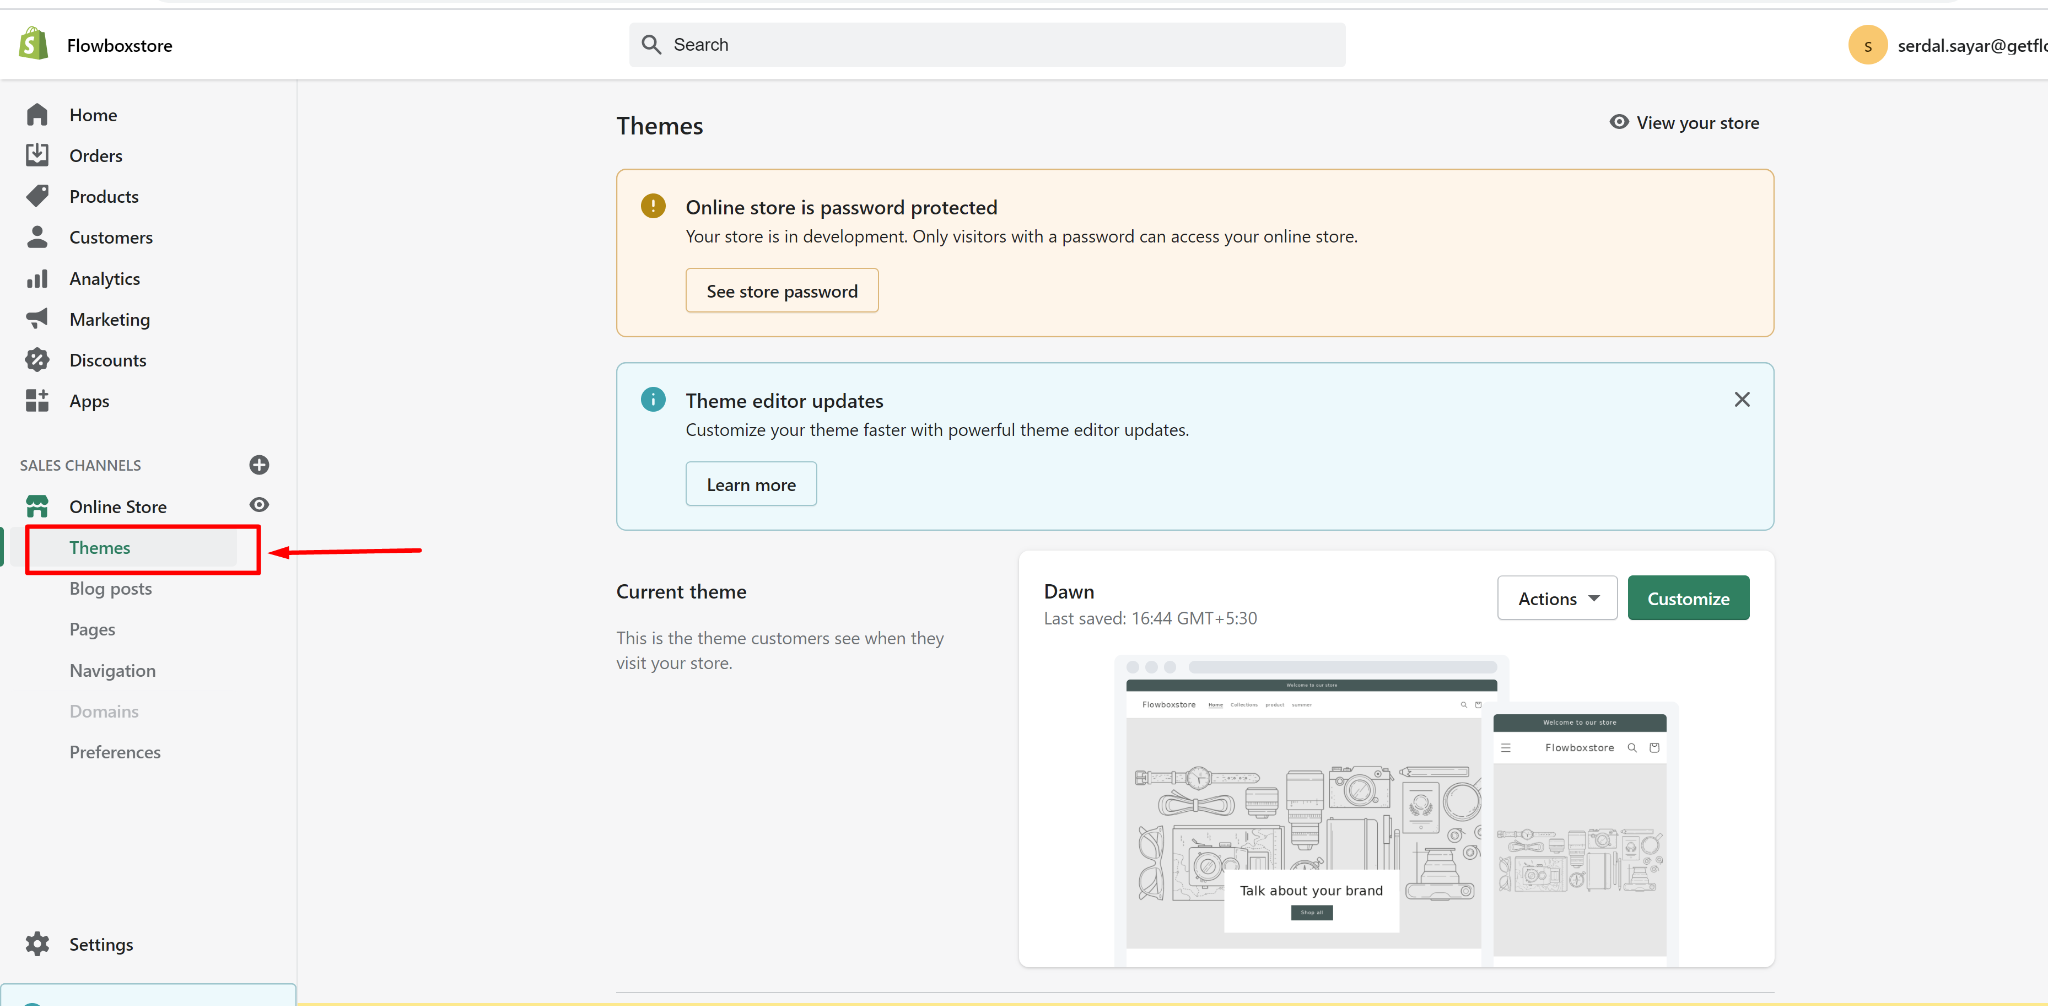 Flowboxstore
Search
s
serdal.sayar@getflo
Home
Orders
Products
Customers
Analytics
Marketing
Discounts
Apps
SALES CHANNELS
Online Store
Themes
Blog posts
Pages
Navigation
Domains
Preferences
Settings
Themes
View your store
Online store is password protected
Your store is in development. Only visitors with a password can access your online store.
See store password
Theme editor updates
Customize your theme faster with powerful theme editor updates.
Learn more
Current theme
This is the theme customers see when they
visit your store.
Dawn
Last saved: 16:44 GMT+5:30
Actions
Customize
Welcome to our store
Flowboxstore Home Collections product summer
Talk about your brand
Shop all
Welcome to our store
Flowboxstore